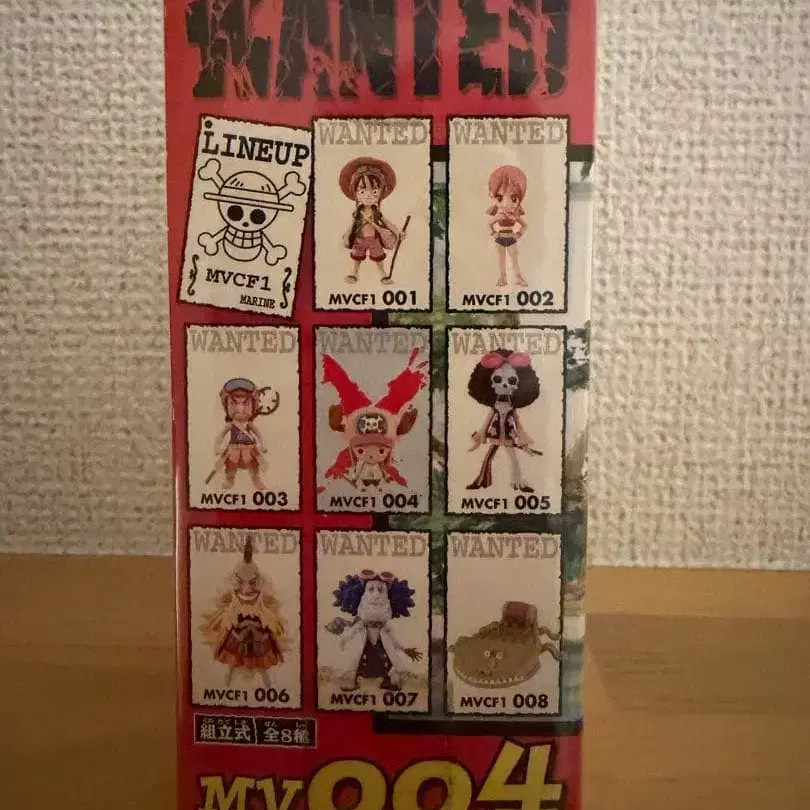 WANTED
LINEUP
MVCF1
MARINE
WANTED
MVCF1 001
WANTED
MVCF1 002
WANTED
MVCF1 003
WANTED
MVCF1 004
WANTED
MVCF1 005
WANTED
MVCF1 006
WANTED
MVCF1 007
WANTED
MVCF1 008
組立式 全8種
MV004